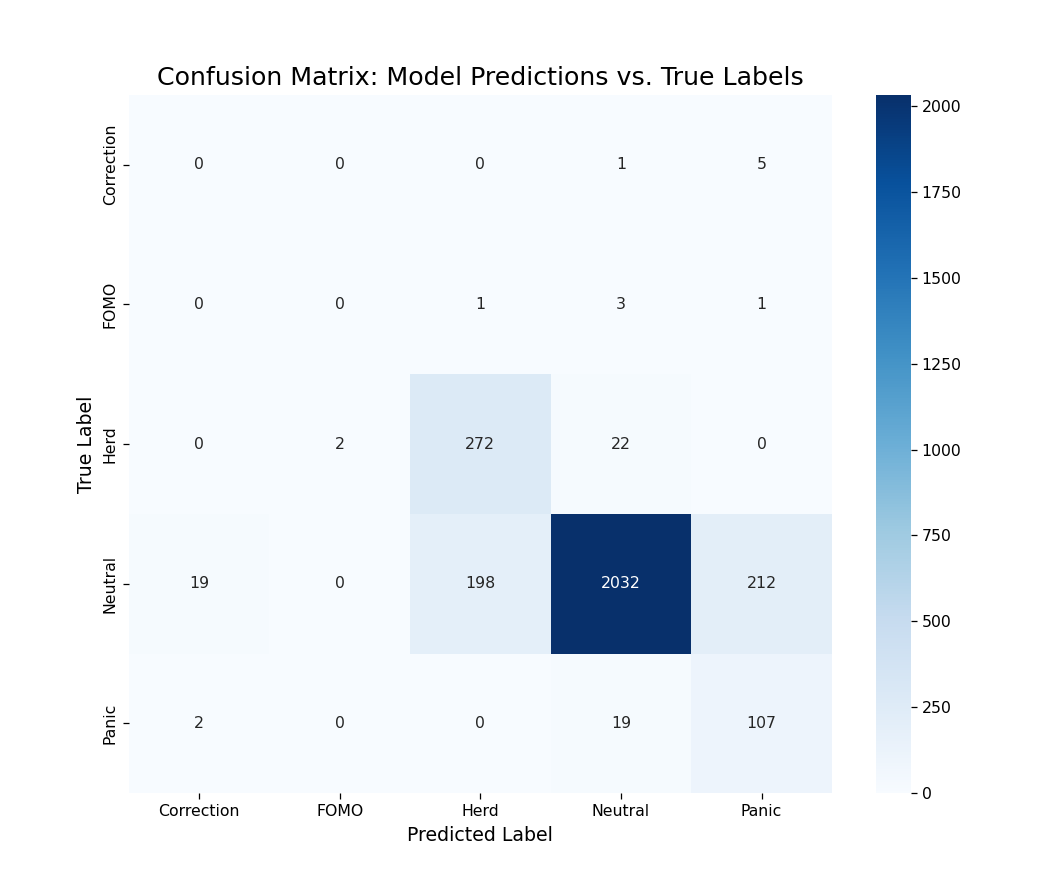 Confusion Matrix: Model Predictions vs. True Labels
True Label
Correction 0 0 0 1 5
FOMO 0 0 1 3 1
Herd 0 2 272 22 0
Neutral 19 0 198 2032 212
Panic 2 0 0 19 107
Correction FOMO Herd Neutral Panic
Predicted Label
2000
1750
1500
1250
1000
750
500
250
0